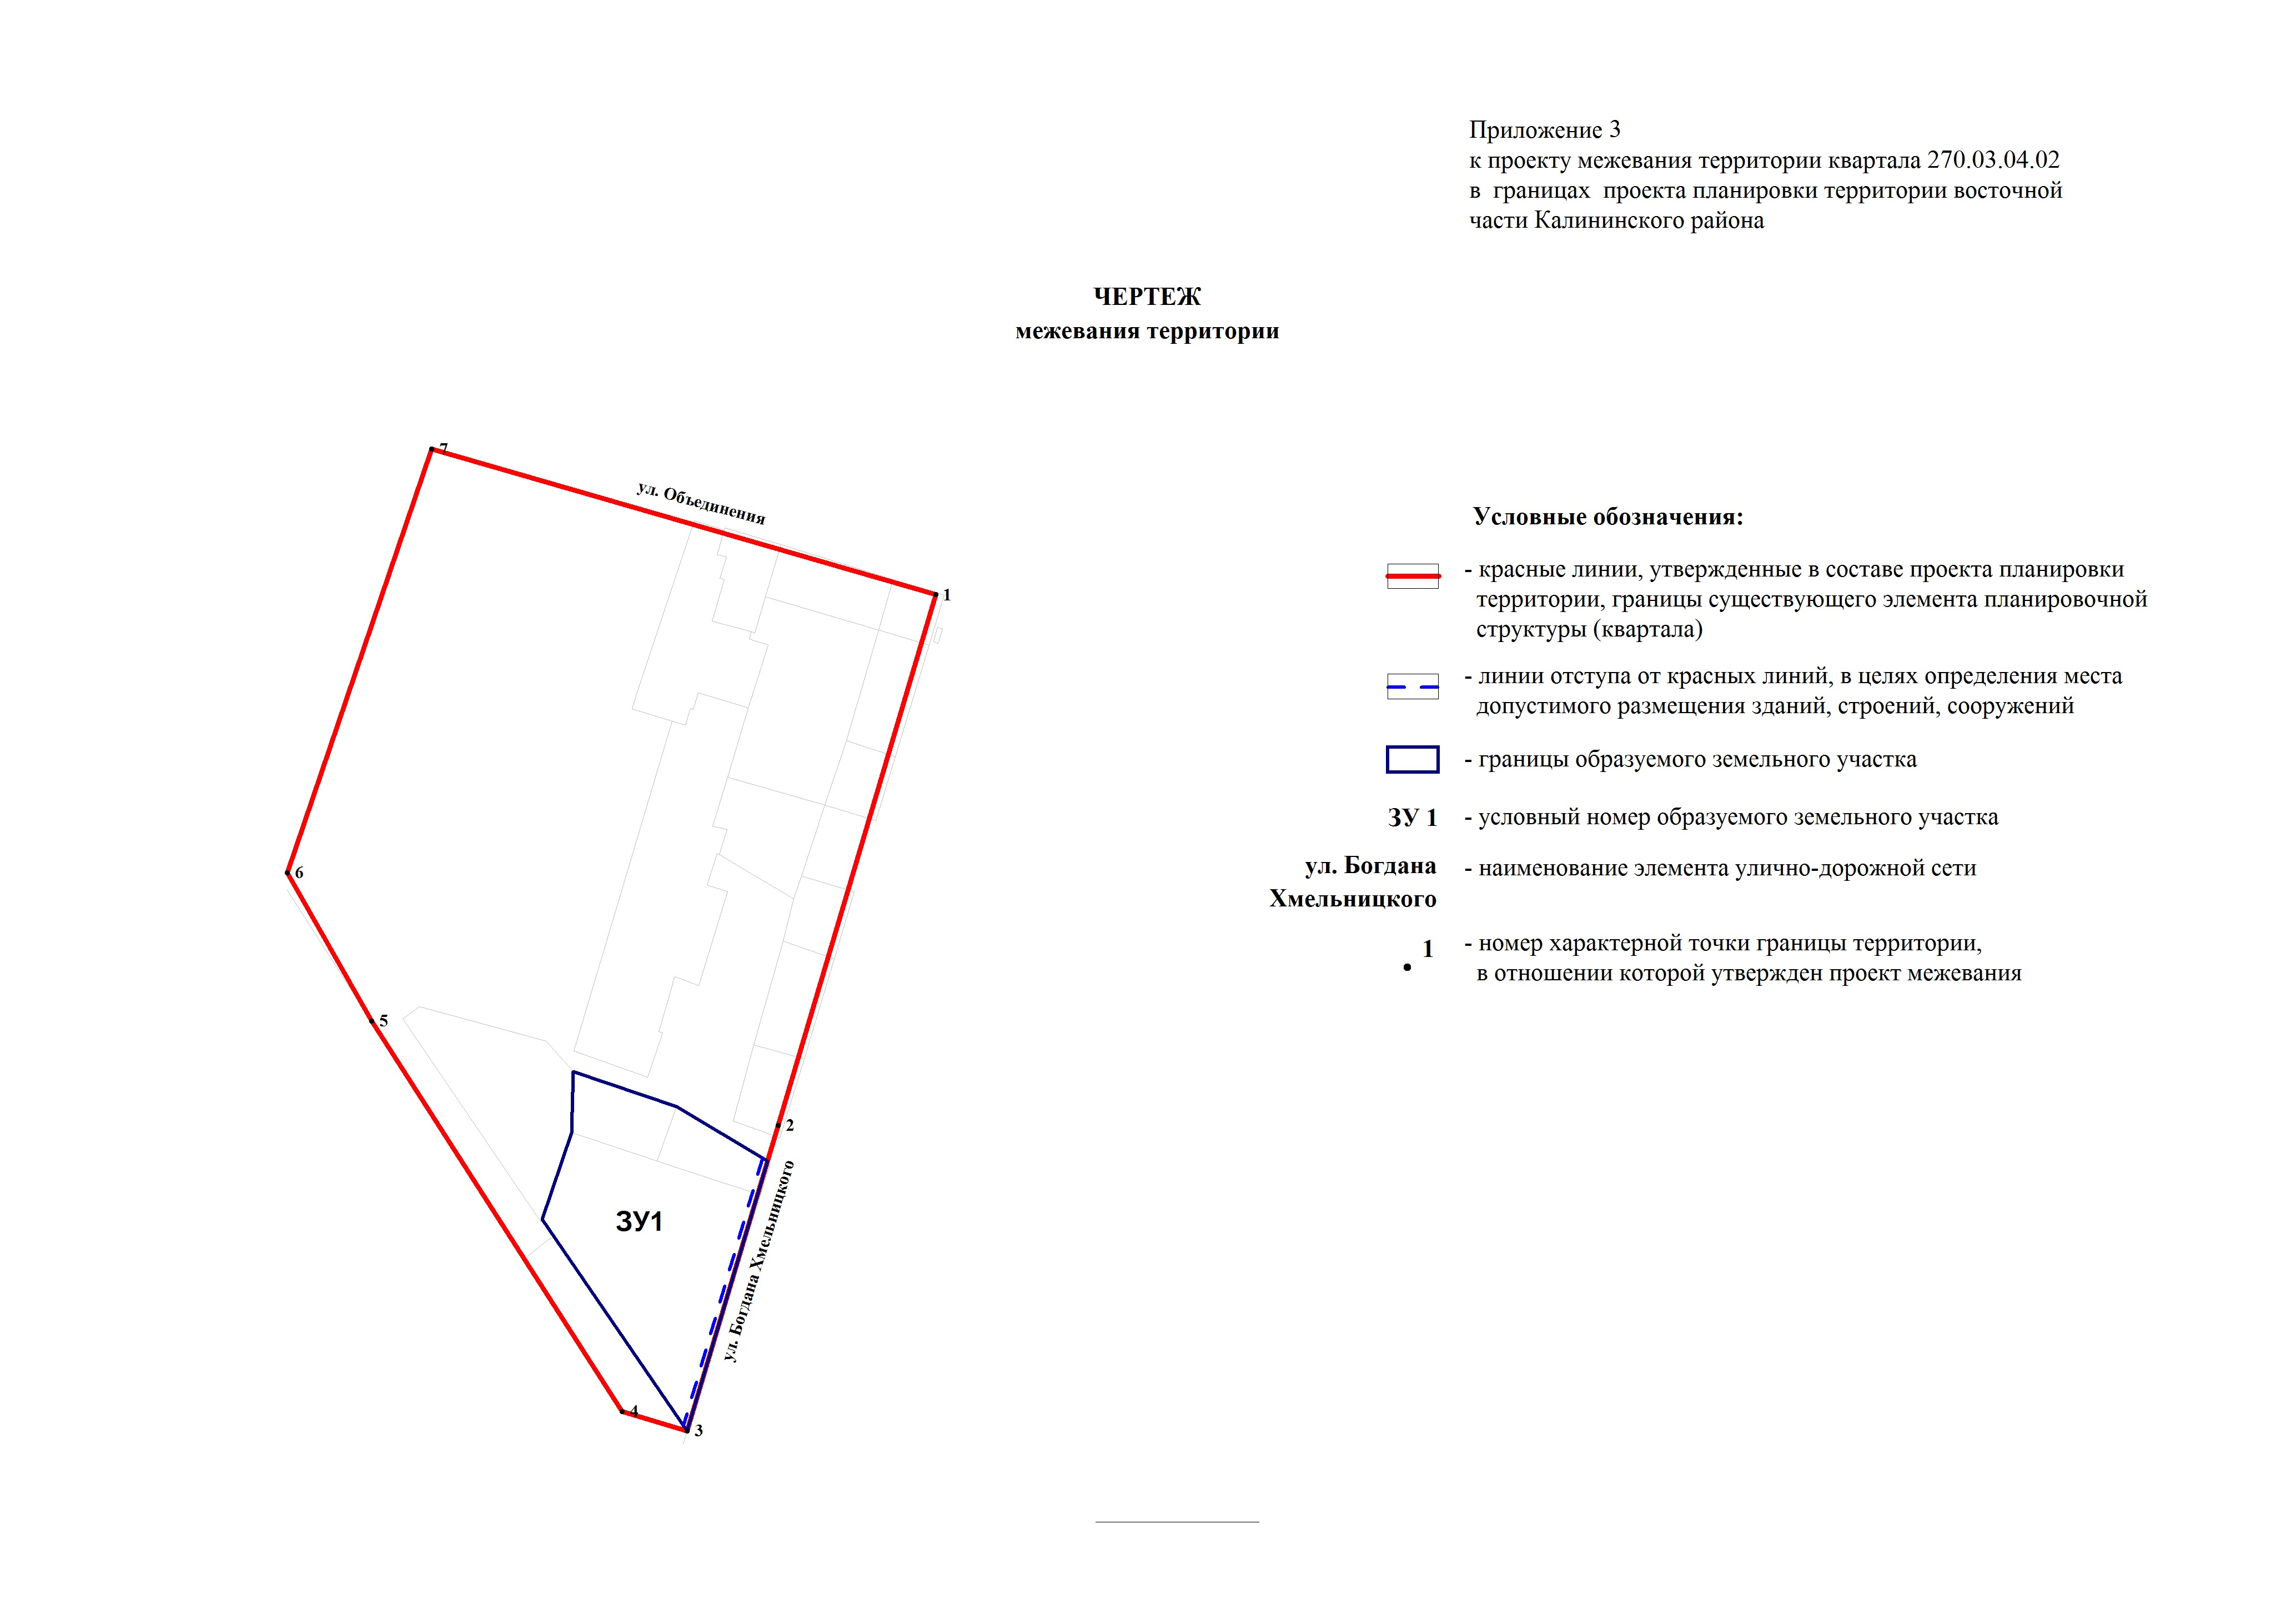 Приложение 3
к проекту межевания территории квартала 270.03.04.02
в границах проекта планировки территории восточной
части Калининского района
ЧЕРТЕЖ
межевания территории
7
ул. Объединения
1
6
5
2
ЗУ1
ул. Богдана Хмельницкого
4
3
Условные обозначения:
- красные линии, утвержденные в составе проекта планировки
территории, границы существующего элемента планировочной
структуры (квартала)
- линии отступа от красных линий, в целях определения места
допустимого размещения зданий, строений, сооружений
- границы образуемого земельного участка
ЗУ 1 - условный номер образуемого земельного участка
ул. Богдана
Хмельницкого
- наименование элемента улично-дорожной сети
1
- номер характерной точки границы территории,
в отношении которой утвержден проект межевания